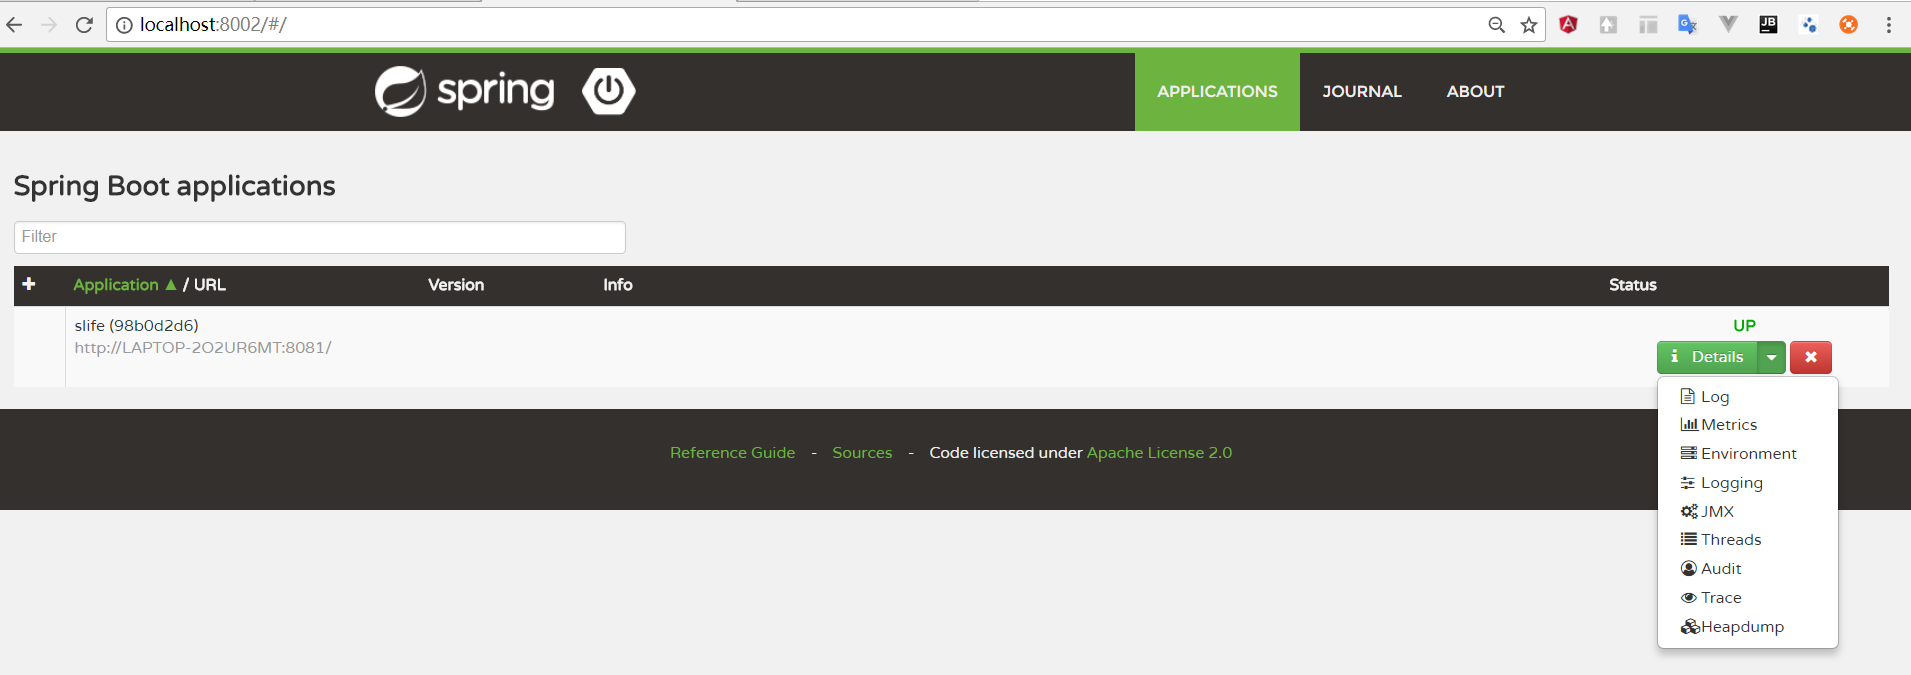 localhost:8002/#/
spring
APPLICATIONS JOURNAL ABOUT
Spring Boot applications
Filter
Application ▲ / URL Version Info Status
slife (98b0d2d6) UP
http://LAPTOP-2O2UR6MT:8081/
Details
Log
Metrics
Environment
Logging
JMX
Threads
Audit
Trace
Heapdump
Reference Guide - Sources - Code licensed under Apache License 2.0